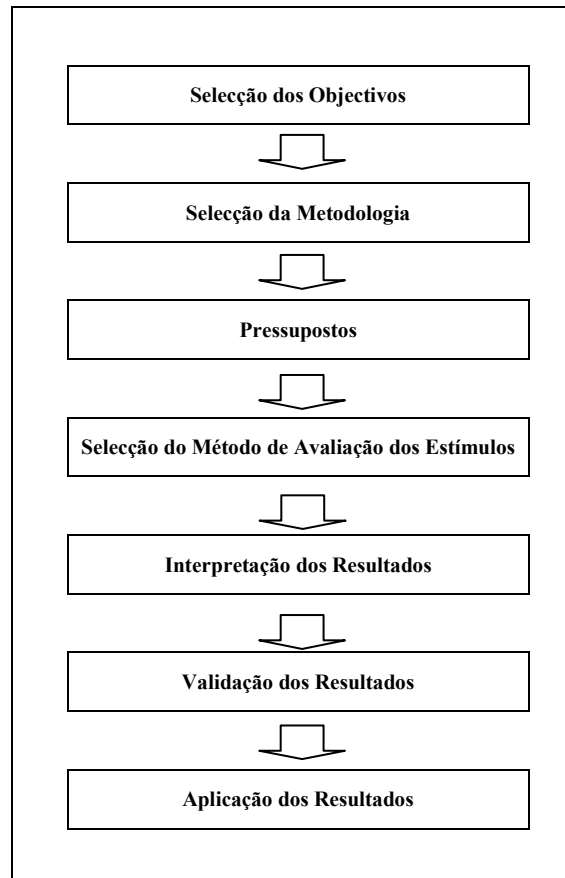 Selecção dos Objectivos
Selecção da Metodologia
Pressupostos
Selecção do Método de Avaliação dos Estímulos
Interpretação dos Resultados
Validação dos Resultados
Aplicação dos Resultados